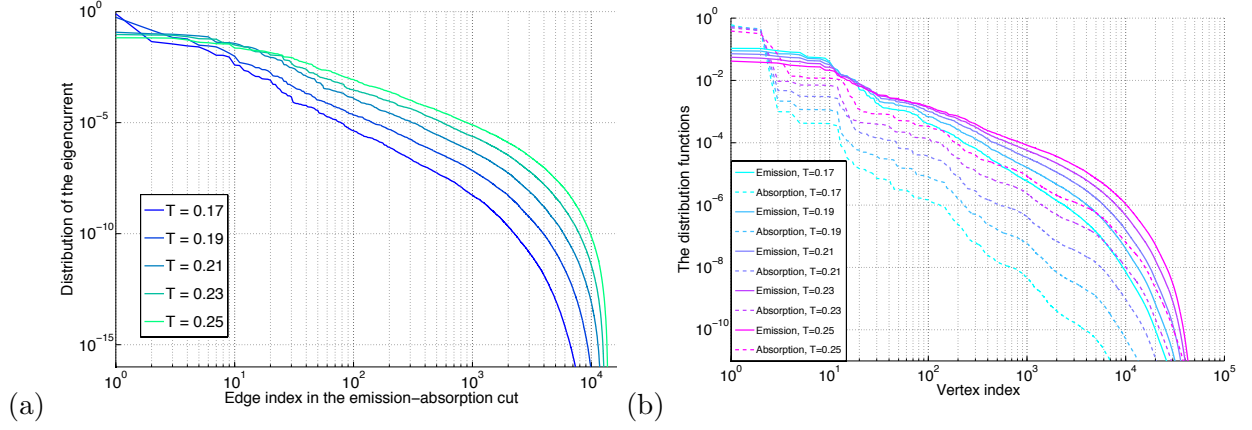 (a)
Distribution of the eigencurrent
10^0
10^-5
10^-10
10^-15
T = 0.17
T = 0.19
T = 0.21
T = 0.23
T = 0.25
10^0 10^1 10^2 10^3 10^4
Edge index in the emission−absorption cut
(b)
The distribution functions
10^0
10^-2
10^-4
10^-6
10^-8
10^-10
Emission, T=0.17
Absorption, T=0.17
Emission, T=0.19
Absorption, T=0.19
Emission, T=0.21
Absorption, T=0.21
Emission, T=0.23
Absorption, T=0.23
Emission, T=0.25
Absorption, T=0.25
10^0 10^1 10^2 10^3 10^4 10^5
Vertex index